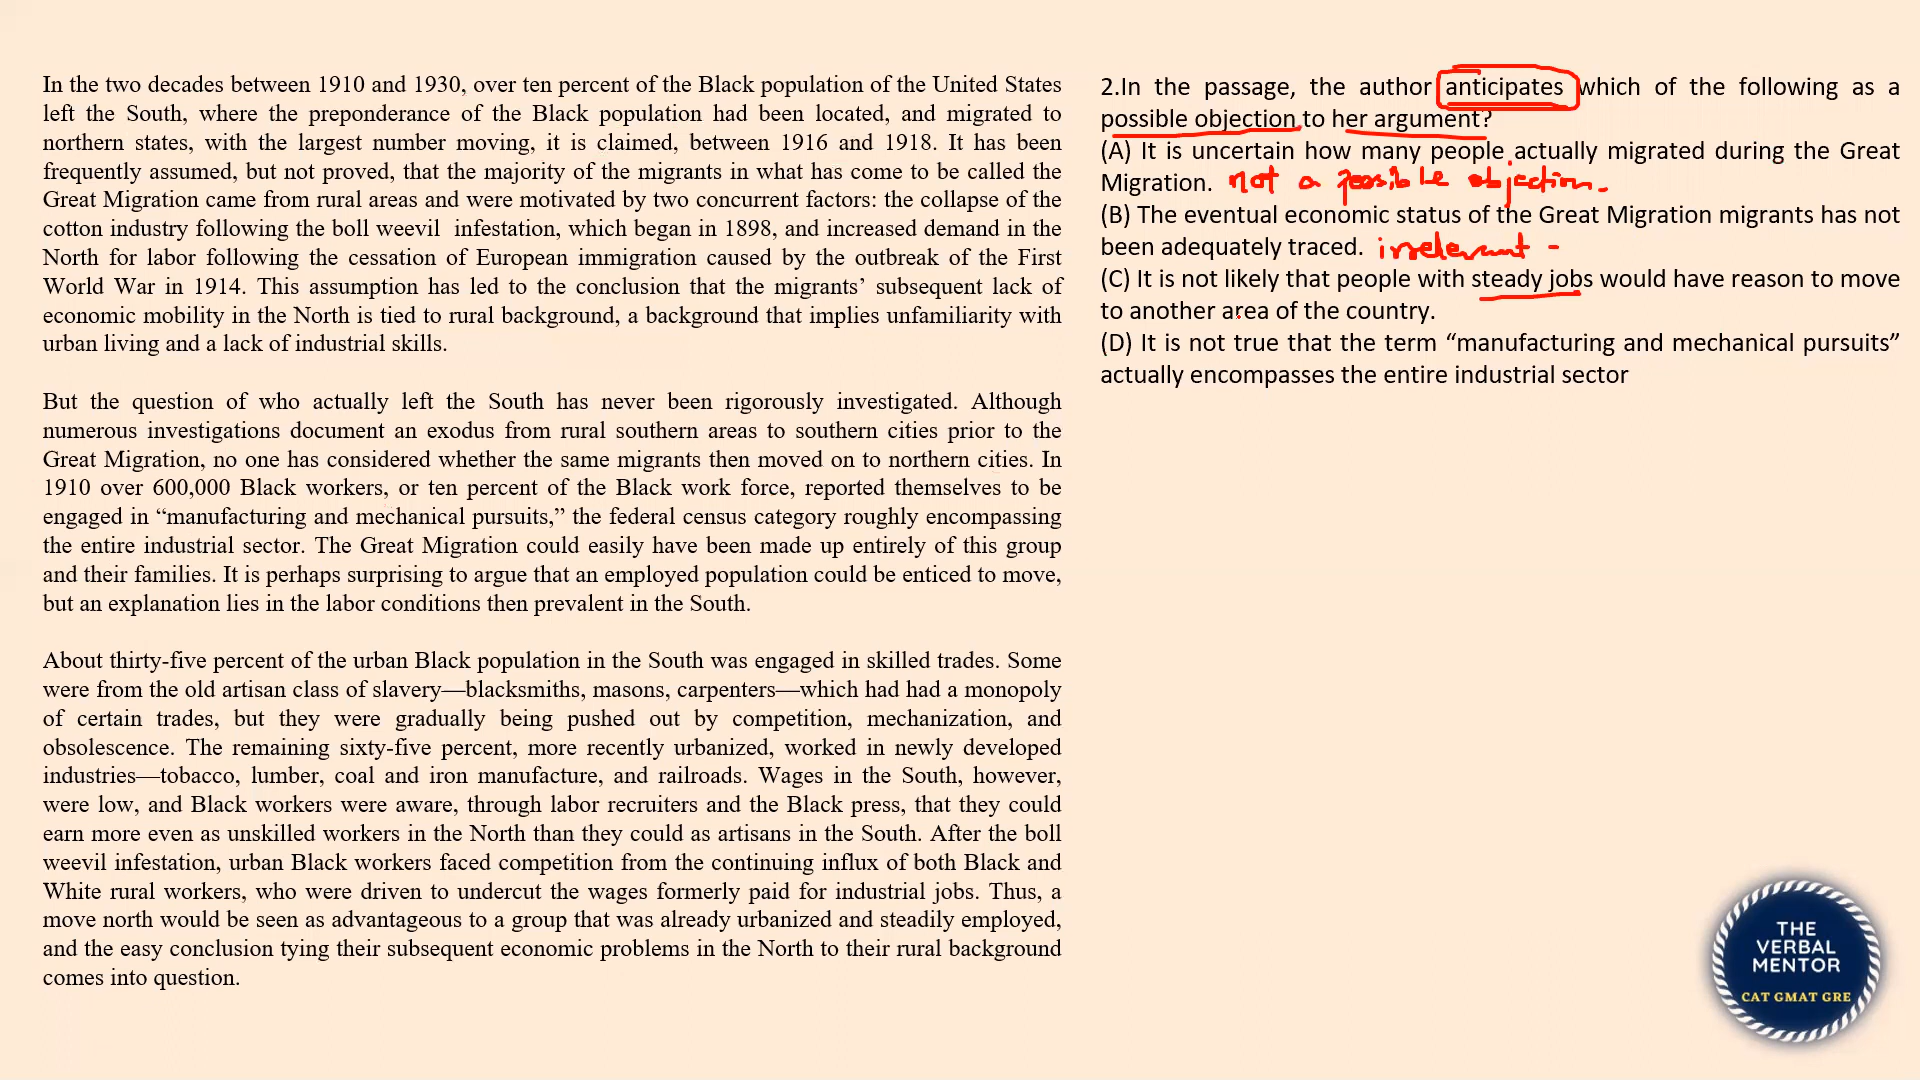 In the two decades between 1910 and 1930, over ten percent of the Black population of the United States
left the South, where the preponderance of the Black population had been located, and migrated to
northern states, with the largest number moving, it is claimed, between 1916 and 1918. It has been
frequently assumed, but not proved, that the majority of the migrants in what has come to be called the
Great Migration came from rural areas and were motivated by two concurrent factors: the collapse of the
cotton industry following the boll weevil infestation, which began in 1898, and increased demand in the
North for labor following the cessation of European immigration caused by the outbreak of the First
World War in 1914. This assumption has led to the conclusion that the migrants’ subsequent lack of
economic mobility in the North is tied to rural background, a background that implies unfamiliarity with
urban living and a lack of industrial skills.
But the question of who actually left the South has never been rigorously investigated. Although
numerous investigations document an exodus from rural southern areas to southern cities prior to the
Great Migration, no one has considered whether the same migrants then moved on to northern cities. In
1910 over 600,000 Black workers, or ten percent of the Black work force, reported themselves to be
engaged in “manufacturing and mechanical pursuits,” the federal census category roughly encompassing
the entire industrial sector. The Great Migration could easily have been made up entirely of this group
and their families. It is perhaps surprising to argue that an employed population could be enticed to move,
but an explanation lies in the labor conditions then prevalent in the South.
About thirty-five percent of the urban Black population in the South was engaged in skilled trades. Some
were from the old artisan class of slavery—blacksmiths, masons, carpenters—which had had a monopoly
of certain trades, but they were gradually being pushed out by competition, mechanization, and
obsolescence. The remaining sixty-five percent, more recently urbanized, worked in newly developed
industries—tobacco, lumber, coal and iron manufacture, and railroads. Wages in the South, however,
were low, and Black workers were aware, through labor recruiters and the Black press, that they could
earn more even as unskilled workers in the North than they could as artisans in the South. After the boll
weevil infestation, urban Black workers faced competition from the continuing influx of both Black and
White rural workers, who were driven to undercut the wages formerly paid for industrial jobs. Thus, a
move north would be seen as advantageous to a group that was already urbanized and steadily employed,
and the easy conclusion tying their subsequent economic problems in the North to their rural background
comes into question.
2.In the passage, the author anticipates which of the following as a
possible objection to her argument?
(A) It is uncertain how many people actually migrated during the Great
Migration. not a possible objection.
(B) The eventual economic status of the Great Migration migrants has not
been adequately traced. irrelevant -
(C) It is not likely that people with steady jobs would have reason to move
to another area of the country.
(D) It is not true that the term “manufacturing and mechanical pursuits”
actually encompasses the entire industrial sector
THE
VERBAL
MENTOR
CAT GMAT GRE